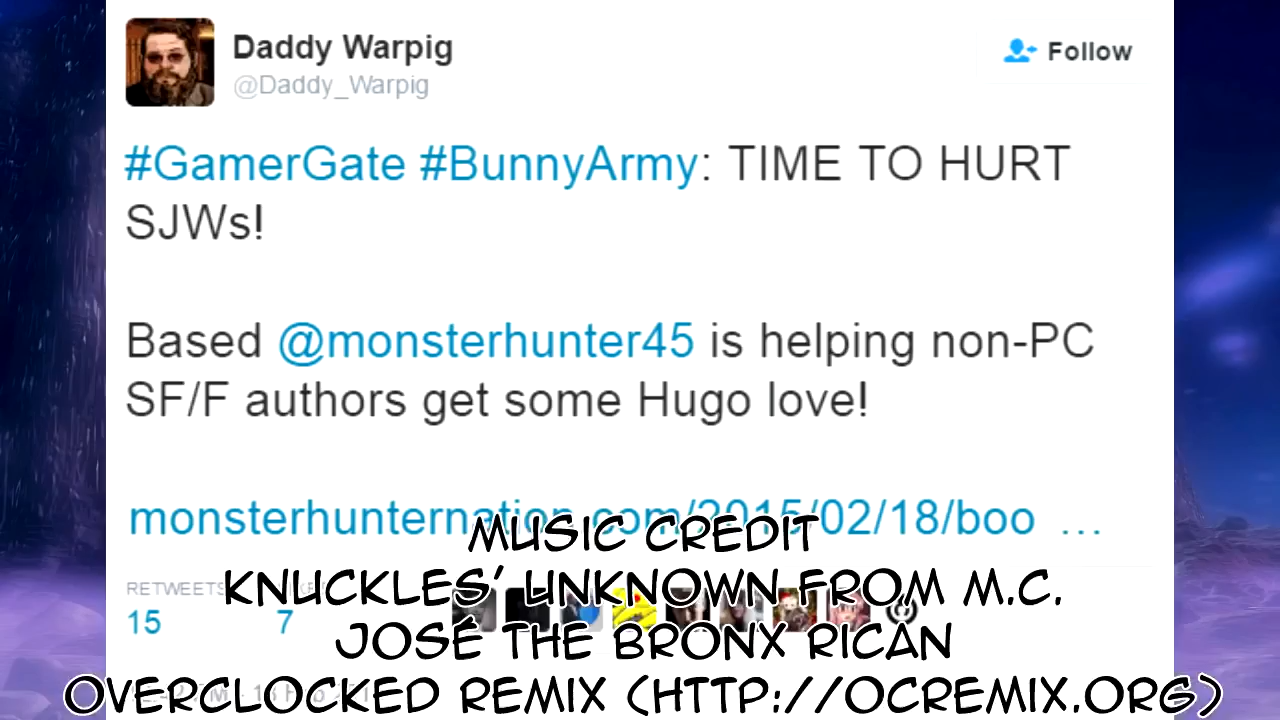 Daddy Warpig
@Daddy_Warpig
Follow
#GamerGate #BunnyArmy: TIME TO HURT
SJWs!
Based @monsterhunter45 is helping non-PC
SF/F authors get some Hugo love!
monsterhunternation.com/2015/02/18/boo …
MUSIC CREDIT
RETWEETS
KNUCKLES' UNKNOWN FROM M.C.
15 7
JOSÉ THE BRONX RICAN
OVERCLOCKED REMIX (HTTP://OCREMIX.ORG)